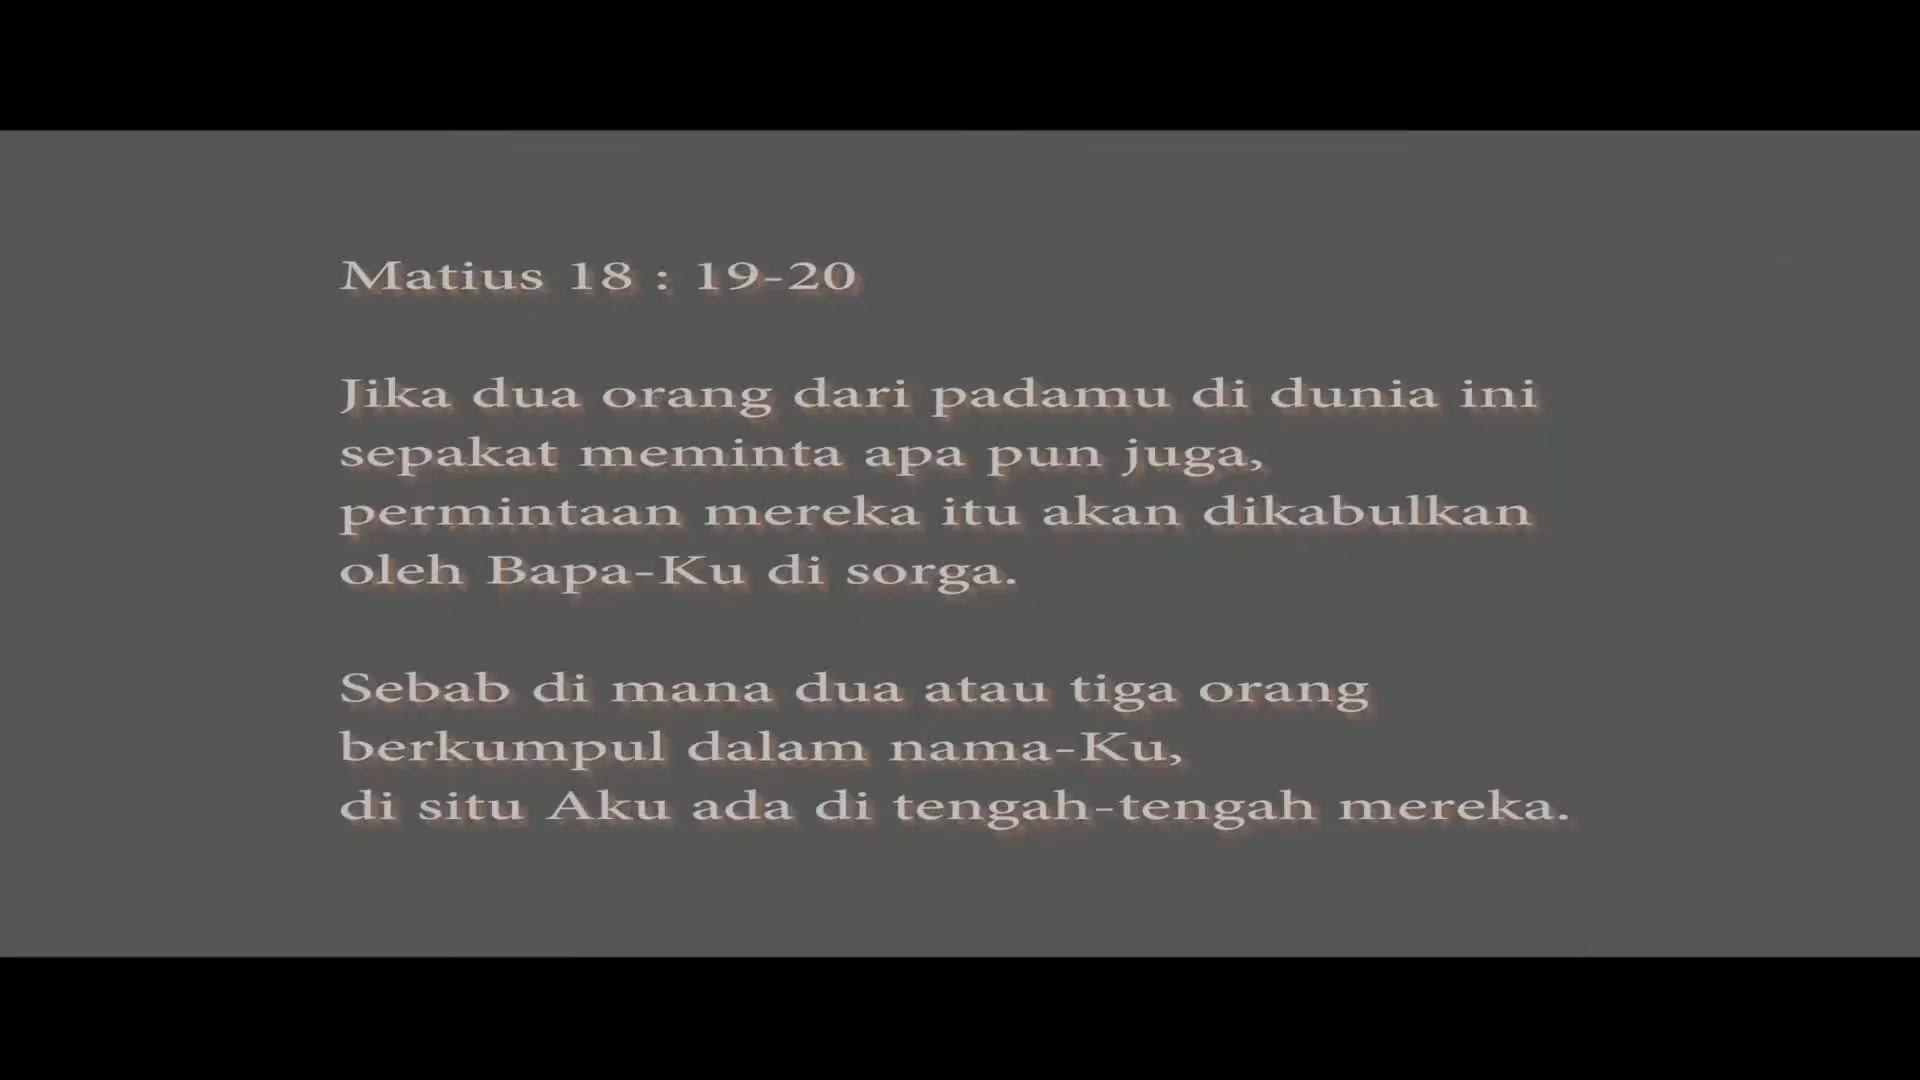 Matius 18 : 19-20
Jika dua orang dari padamu di dunia ini
sepakat meminta apa pun juga,
permintaan mereka itu akan dikabulkan
oleh Bapa-Ku di sorga.
Sebab di mana dua atau tiga orang
berkumpul dalam nama-Ku,
di situ Aku ada di tengah-tengah mereka.